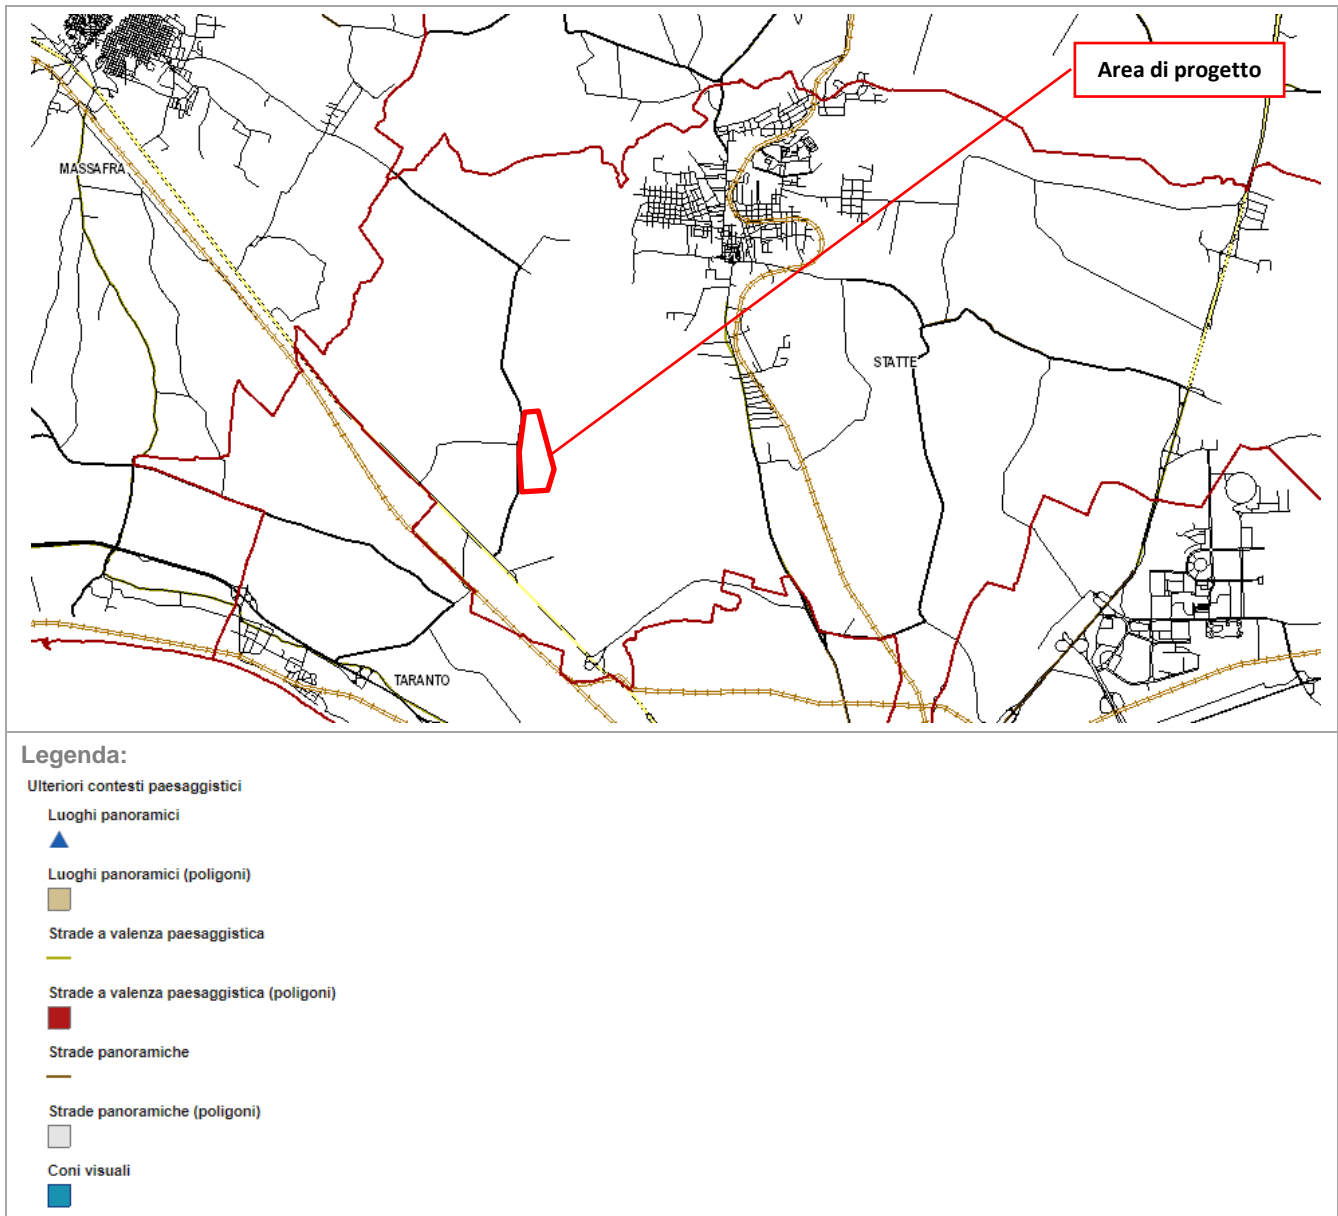 Area di progetto
MASSAFRA
STATTE
TARANTO
Legenda:
Ulteriori contesti paesaggistici
Luoghi panoramici
Luoghi panoramici (poligoni)
Strade a valenza paesaggistica
Strade a valenza paesaggistica (poligoni)
Strade panoramiche
Strade panoramiche (poligoni)
Coni visuali